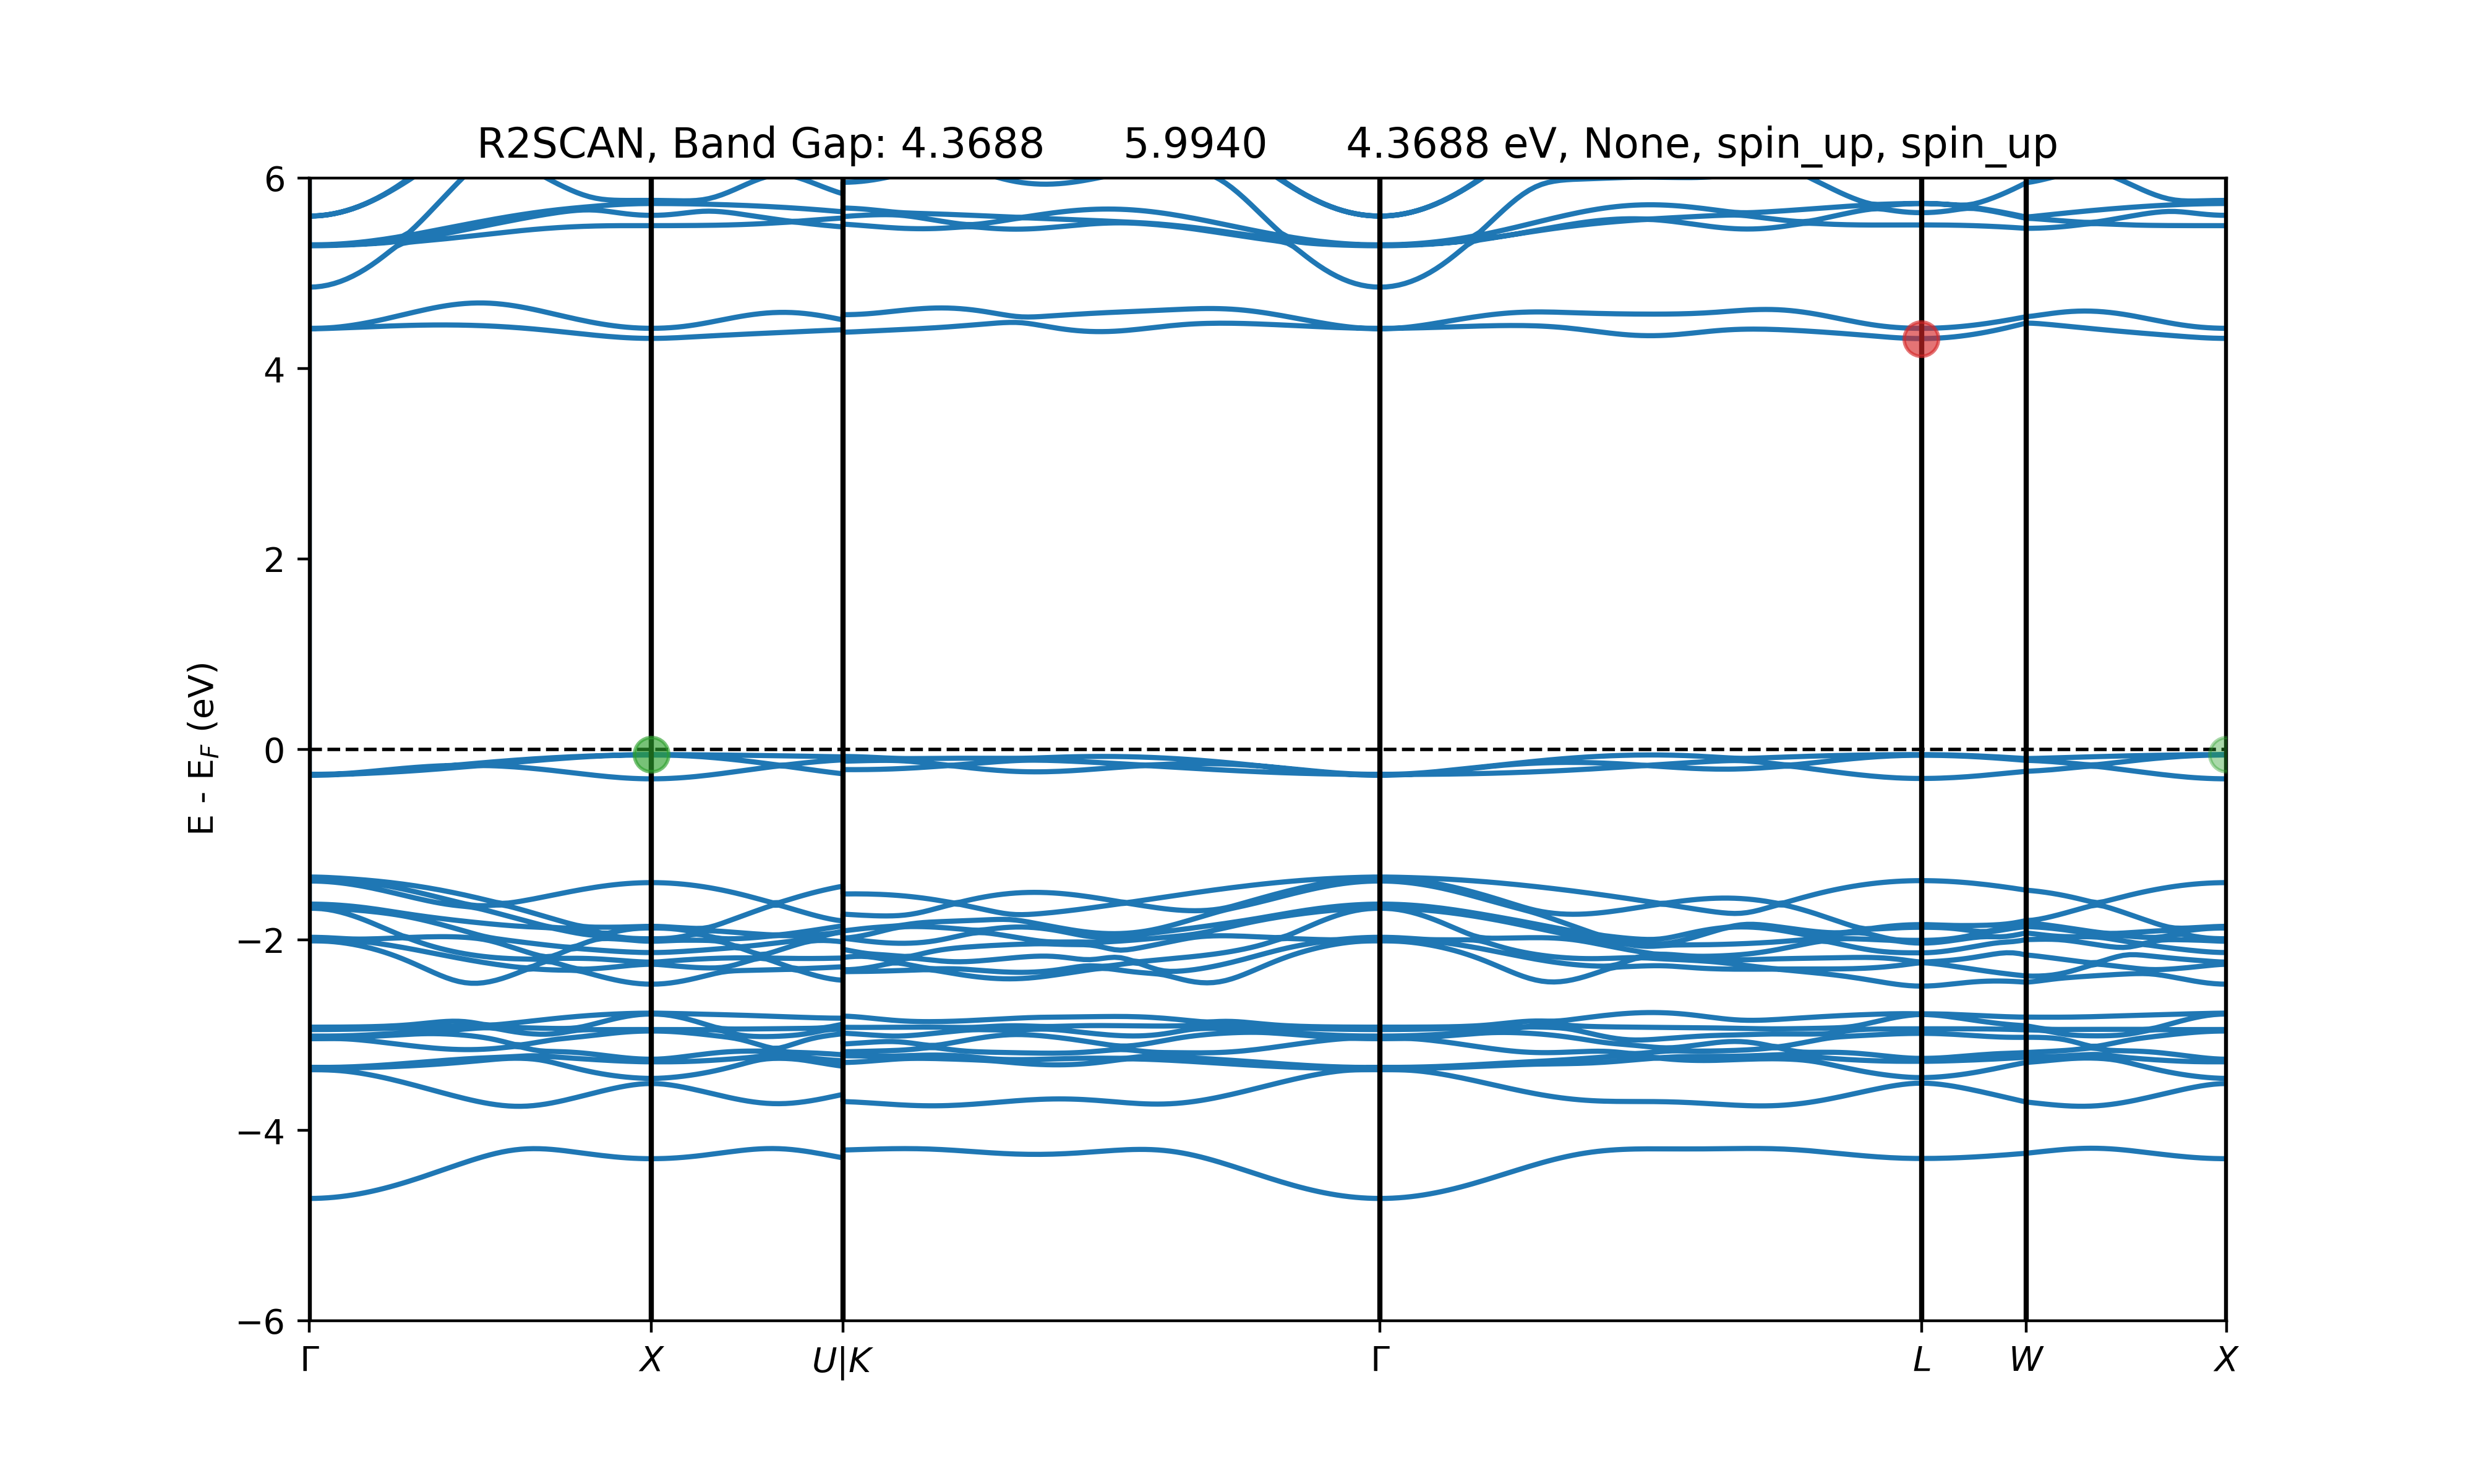 R2SCAN, Band Gap: 4.3688 5.9940 4.3688 eV, None, spin_up, spin_up
6
4
2
0
−2
−4
−6
E - E_F (eV)
Γ X U|K Γ L W X